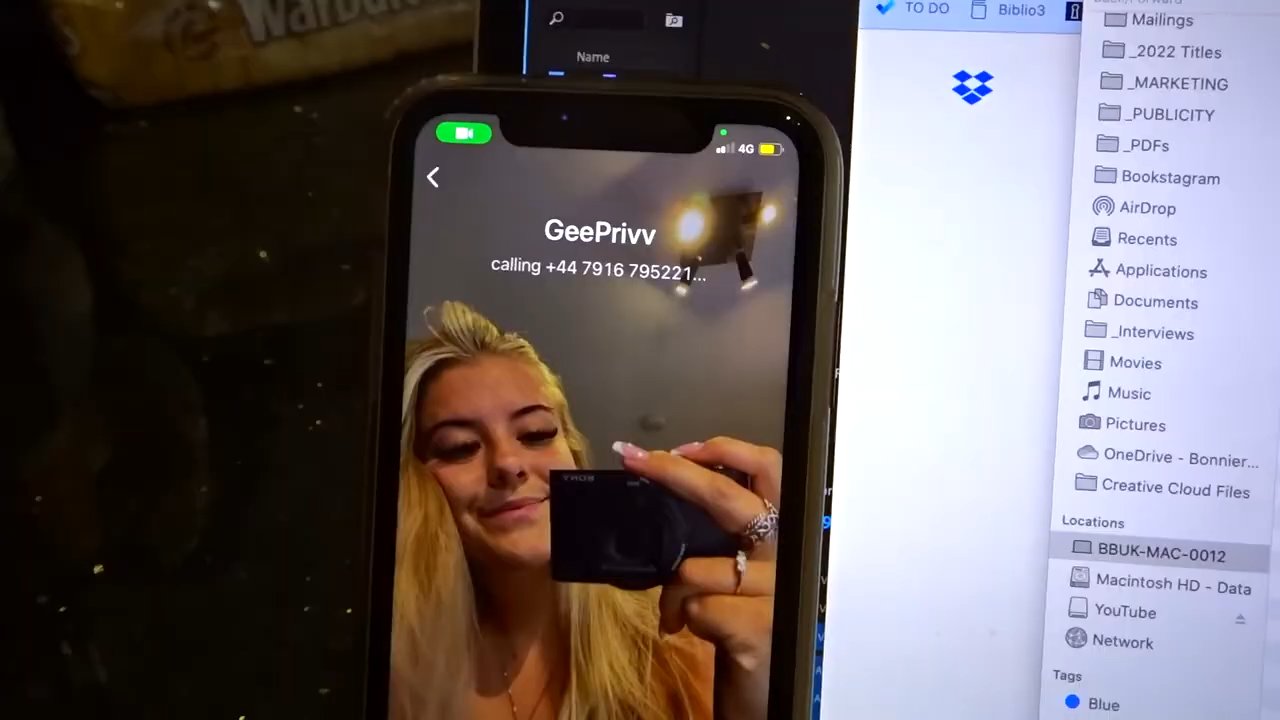 Warbur
Name
TO DO
Biblio3
4G
GeePrivv
calling +44 7916 795221...
SONY
Mailings
_2022 Titles
_MARKETING
_PUBLICITY
_PDFs
Bookstagram
AirDrop
Recents
Applications
Documents
_Interviews
Movies
Music
Pictures
OneDrive - Bonnier...
Creative Cloud Files
Locations
BBUK-MAC-0012
Macintosh HD - Data
YouTube
Network
Tags
Blue